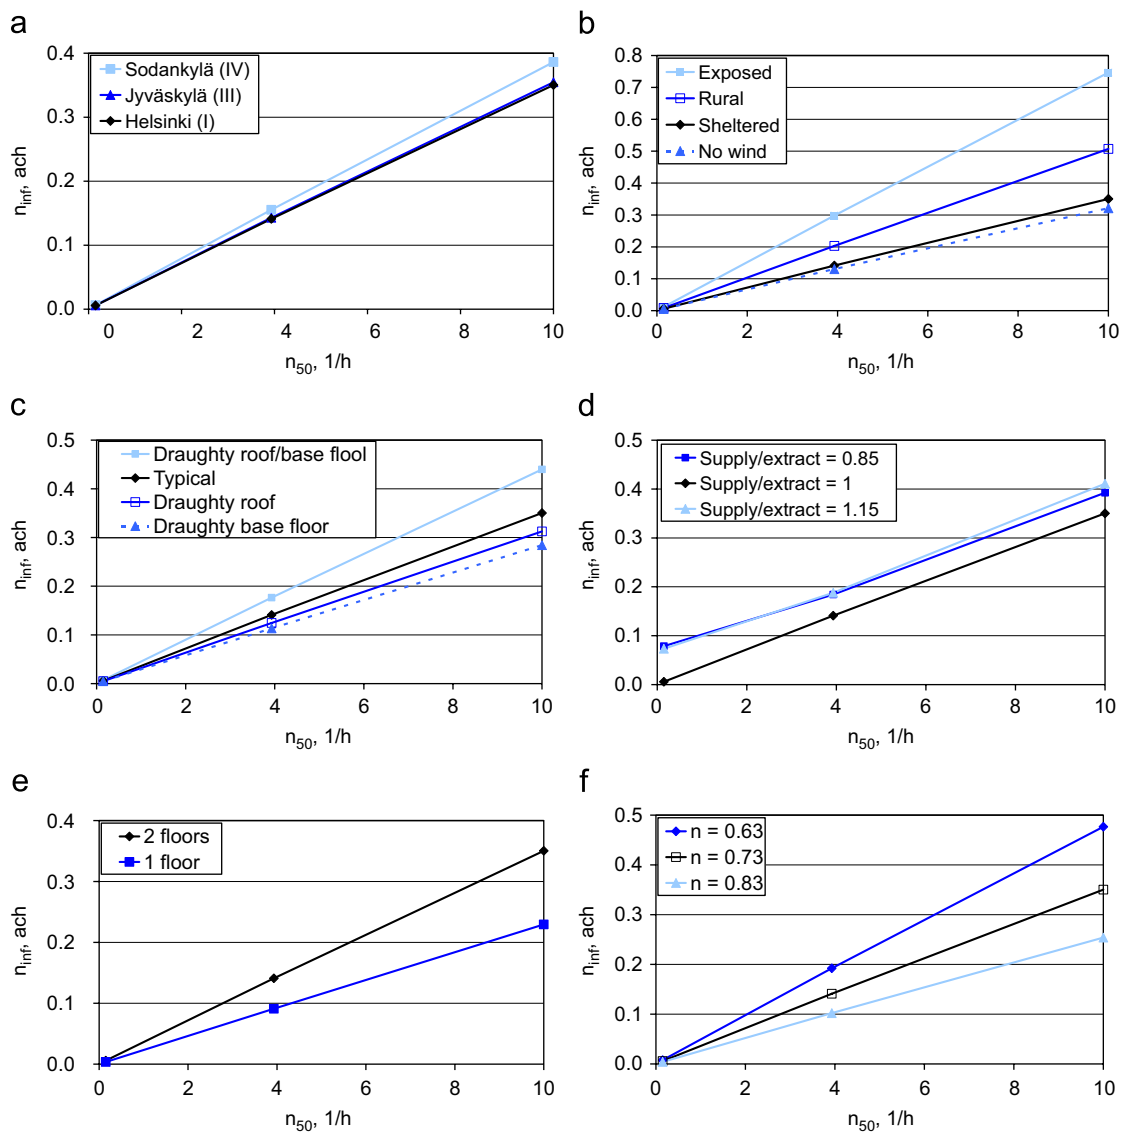 a
0.4
0.3
0.2
0.1
0.0
n_inf, ach
Sodankylä (IV)
Jyväskylä (III)
Helsinki (I)
0 2 4 6 8 10
n_50, 1/h
b
0.8
0.7
0.6
0.5
0.4
0.3
0.2
0.1
0.0
n_inf, ach
Exposed
Rural
Sheltered
No wind
0 2 4 6 8 10
n_50, 1/h
c
0.5
0.4
0.3
0.2
0.1
0.0
n_inf, ach
Draughty roof/base flool
Typical
Draughty roof
Draughty base floor
0 2 4 6 8 10
n_50, 1/h
d
0.5
0.4
0.3
0.2
0.1
0.0
n_inf, ach
Supply/extract = 0.85
Supply/extract = 1
Supply/extract = 1.15
0 2 4 6 8 10
n_50, 1/h
e
0.4
0.3
0.2
0.1
0.0
n_inf, ach
2 floors
1 floor
0 2 4 6 8 10
n_50, 1/h
f
0.5
0.4
0.3
0.2
0.1
0.0
n_inf, ach
n = 0.63
n = 0.73
n = 0.83
0 2 4 6 8 10
n_50, 1/h